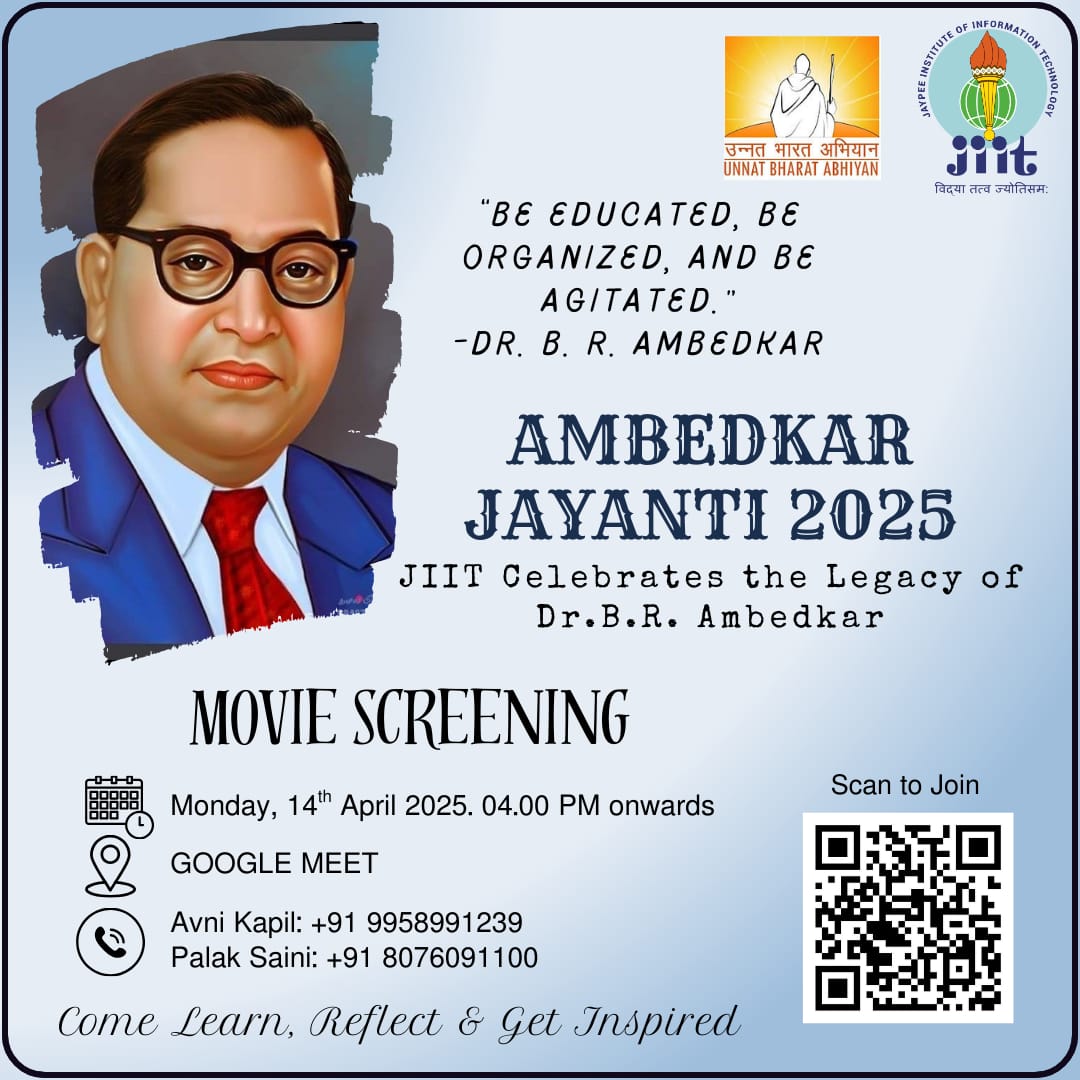 उन्नत भारत अभियान
UNNAT BHARAT ABHIYAN
JAYPEE INSTITUTE OF INFORMATION TECHNOLOGY
jiit
विद्या तत्व ज्योतिसम:
"BE EDUCATED, BE
ORGANIZED, AND BE
AGITATED."
-DR. B. R. AMBEDKAR
AMBEDKAR
JAYANTI 2025
JIIT Celebrates the Legacy of
Dr.B.R. Ambedkar
MOVIE SCREENING
Monday, 14th April 2025. 04.00 PM onwards
GOOGLE MEET
Avni Kapil: +91 9958991239
Palak Saini: +91 8076091100
Scan to Join
Come Learn, Reflect & Get Inspired